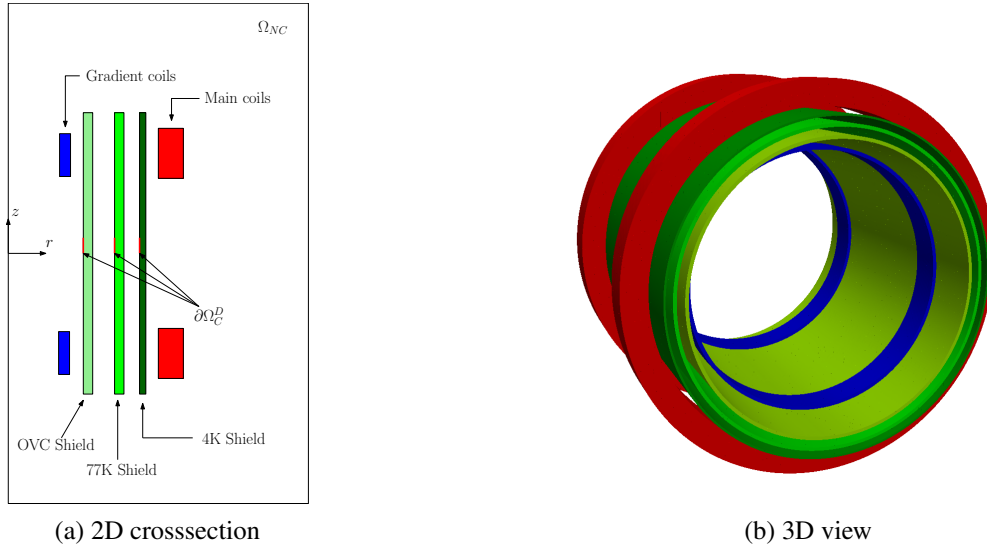 Ω_NC
Gradient coils
Main coils
z
r
∂Ω_C^D
OVC Shield
4K Shield
77K Shield
(a) 2D crosssection
(b) 3D view